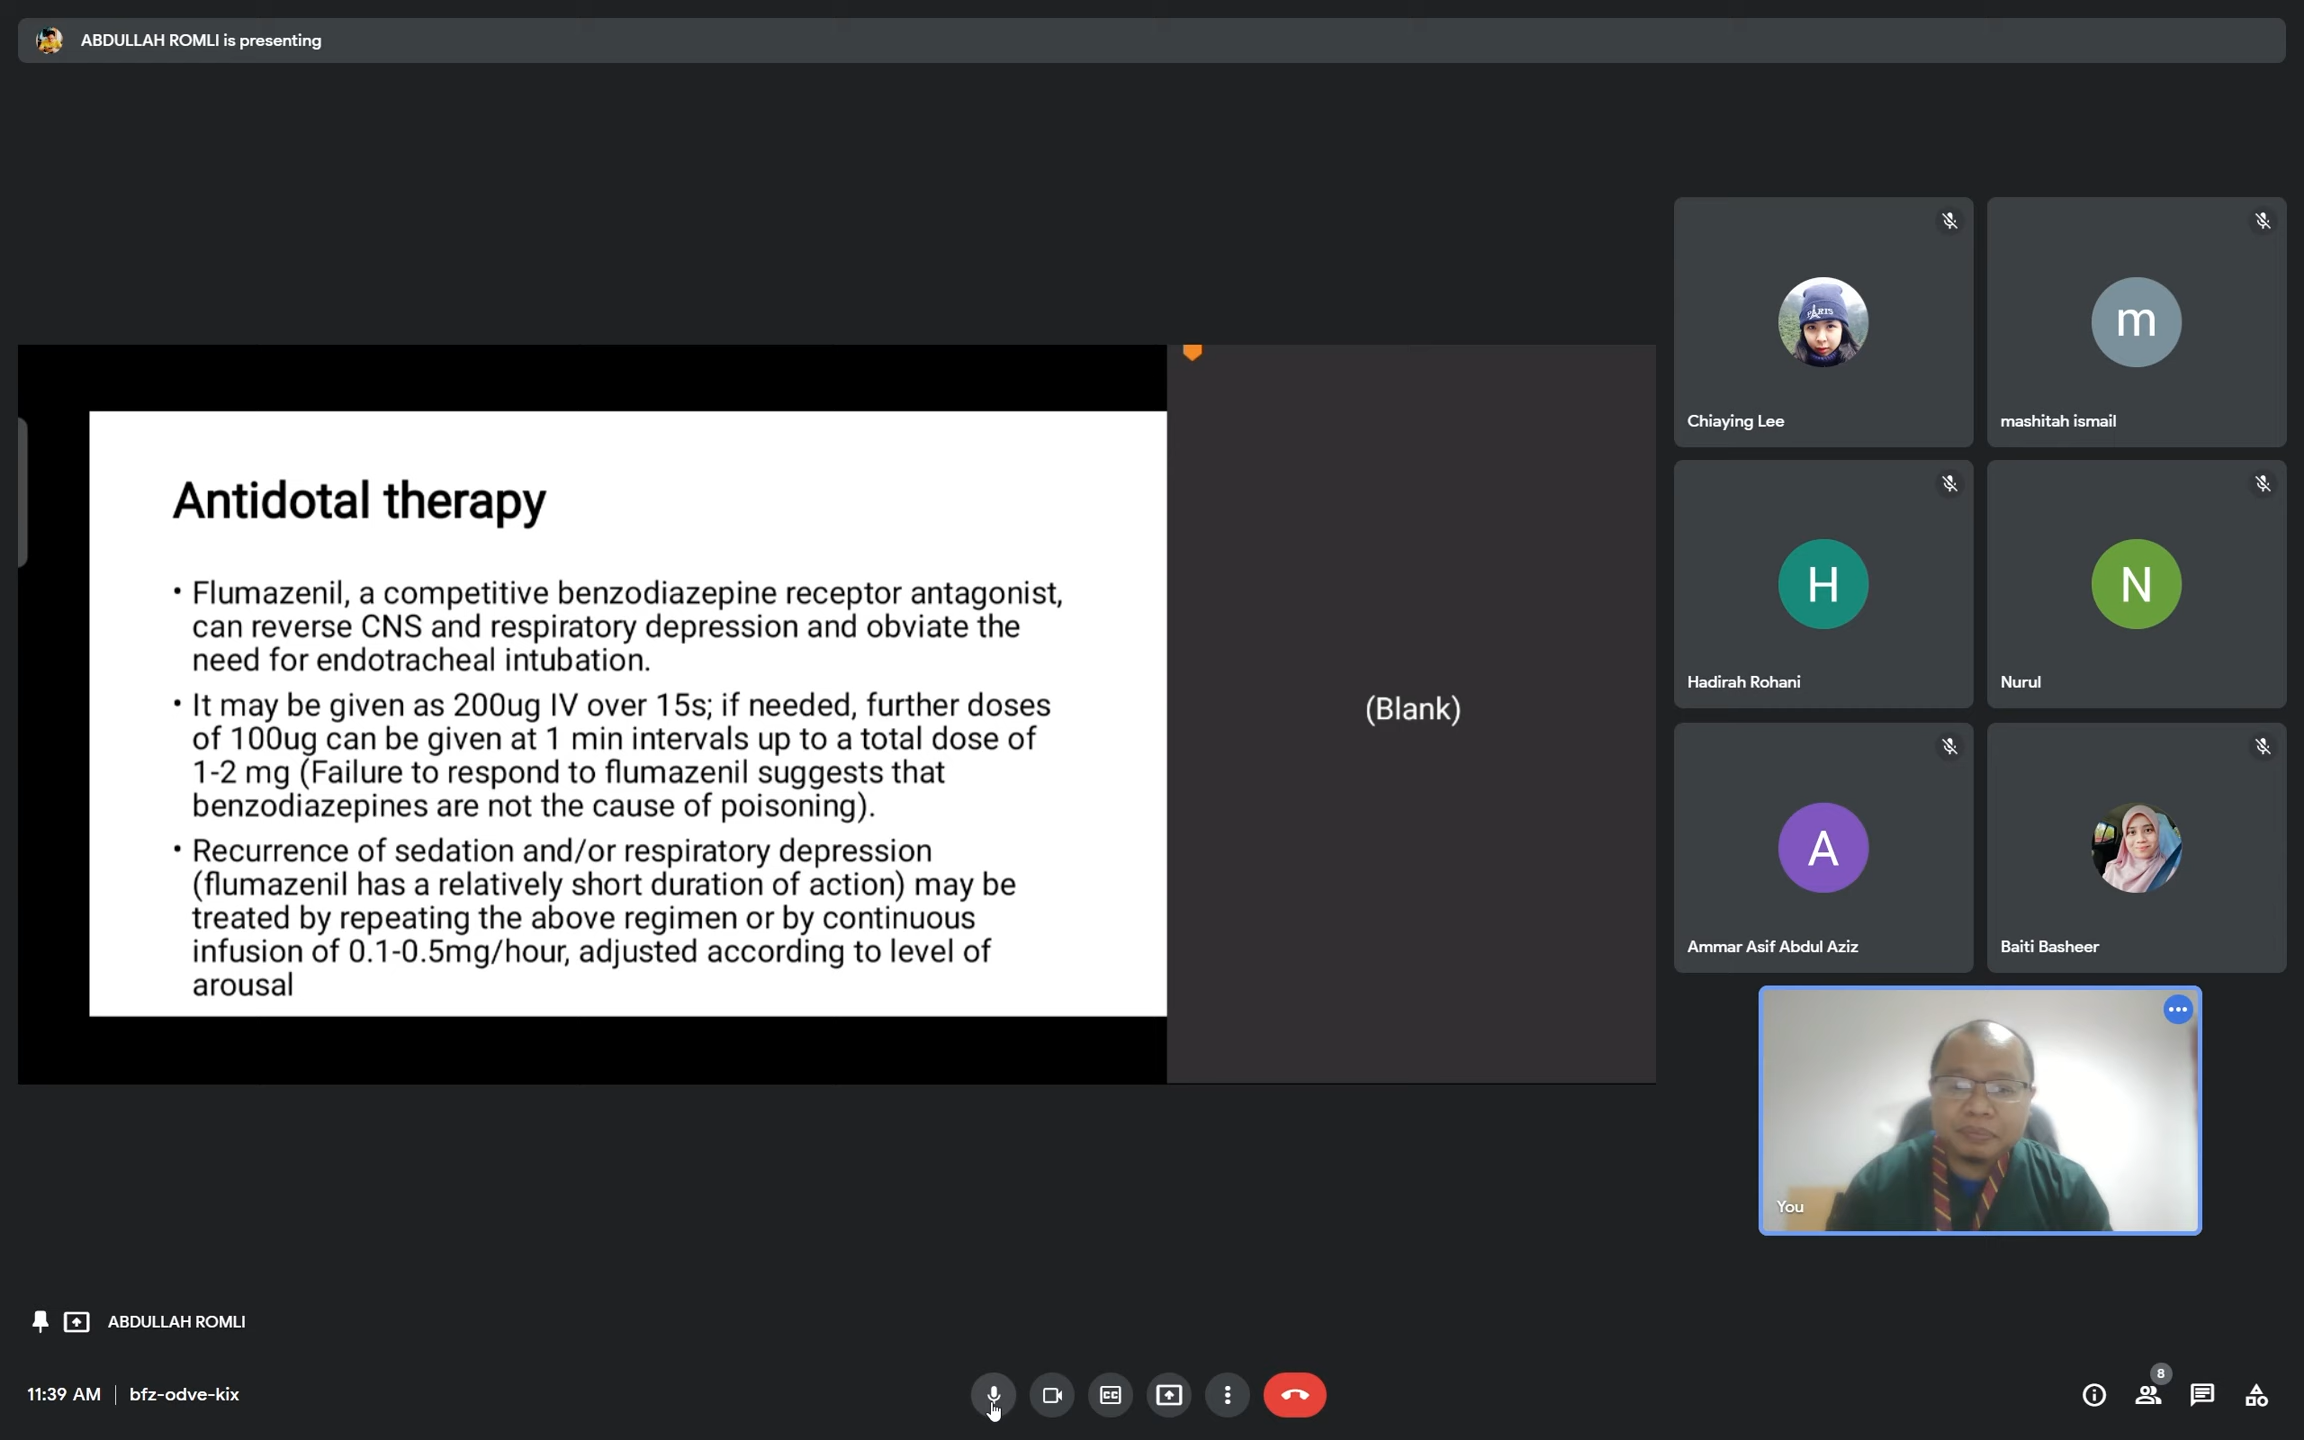 ABDULLAH ROMLI is presenting
Antidotal therapy
• Flumazenil, a competitive benzodiazepine receptor antagonist,
can reverse CNS and respiratory depression and obviate the
need for endotracheal intubation.
• It may be given as 200ug IV over 15s; if needed, further doses
of 100ug can be given at 1 min intervals up to a total dose of
1-2 mg (Failure to respond to flumazenil suggests that
benzodiazepines are not the cause of poisoning).
• Recurrence of sedation and/or respiratory depression
(flumazenil has a relatively short duration of action) may be
treated by repeating the above regimen or by continuous
infusion of 0.1-0.5mg/hour, adjusted according to level of
arousal
(Blank)
PARIS
Chiaying Lee
m
mashitah ismail
H
Hadirah Rohani
N
Nurul
A
Ammar Asif Abdul Aziz
Baiti Basheer
You
ABDULLAH ROMLI
11:39 AM | bfz-odve-kix
CC
8